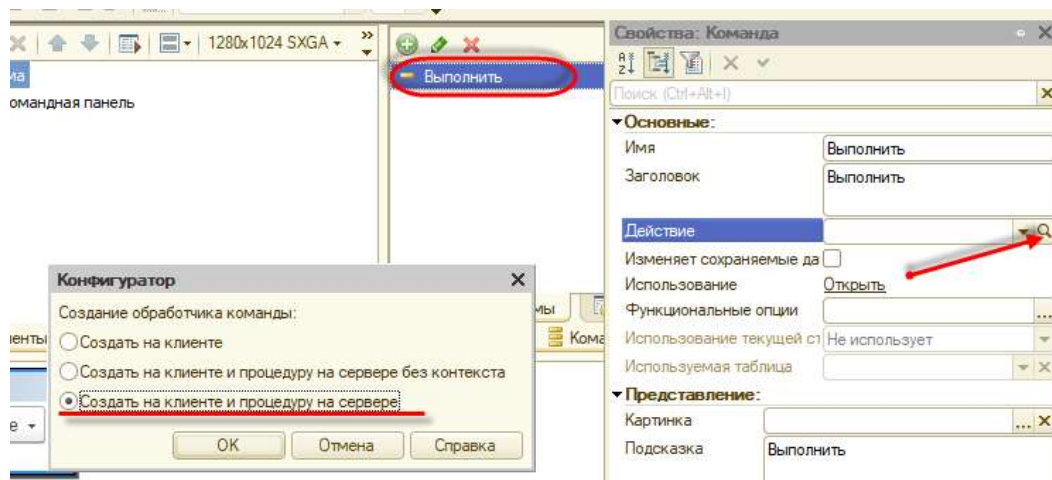 1280x1024 SXGA
ма
омандная панель
Выполнить
Свойства: Команда
Поиск (Ctrl+Alt+I)
Основные:
Имя
Выполнить
Заголовок
Выполнить
Действие
Изменяет сохраняемые да
Использование
Открыть
Функциональные опции
...
Использование текущей ст
Не использует
Используемая таблица
Представление:
Картинка
...
Подсказка
Выполнить
мы
Кома
енты
е
Конфигуратор
Создание обработчика команды:
Создать на клиенте
Создать на клиенте и процедуру на сервере без контекста
Создать на клиенте и процедуру на сервере
OK
Отмена
Справка